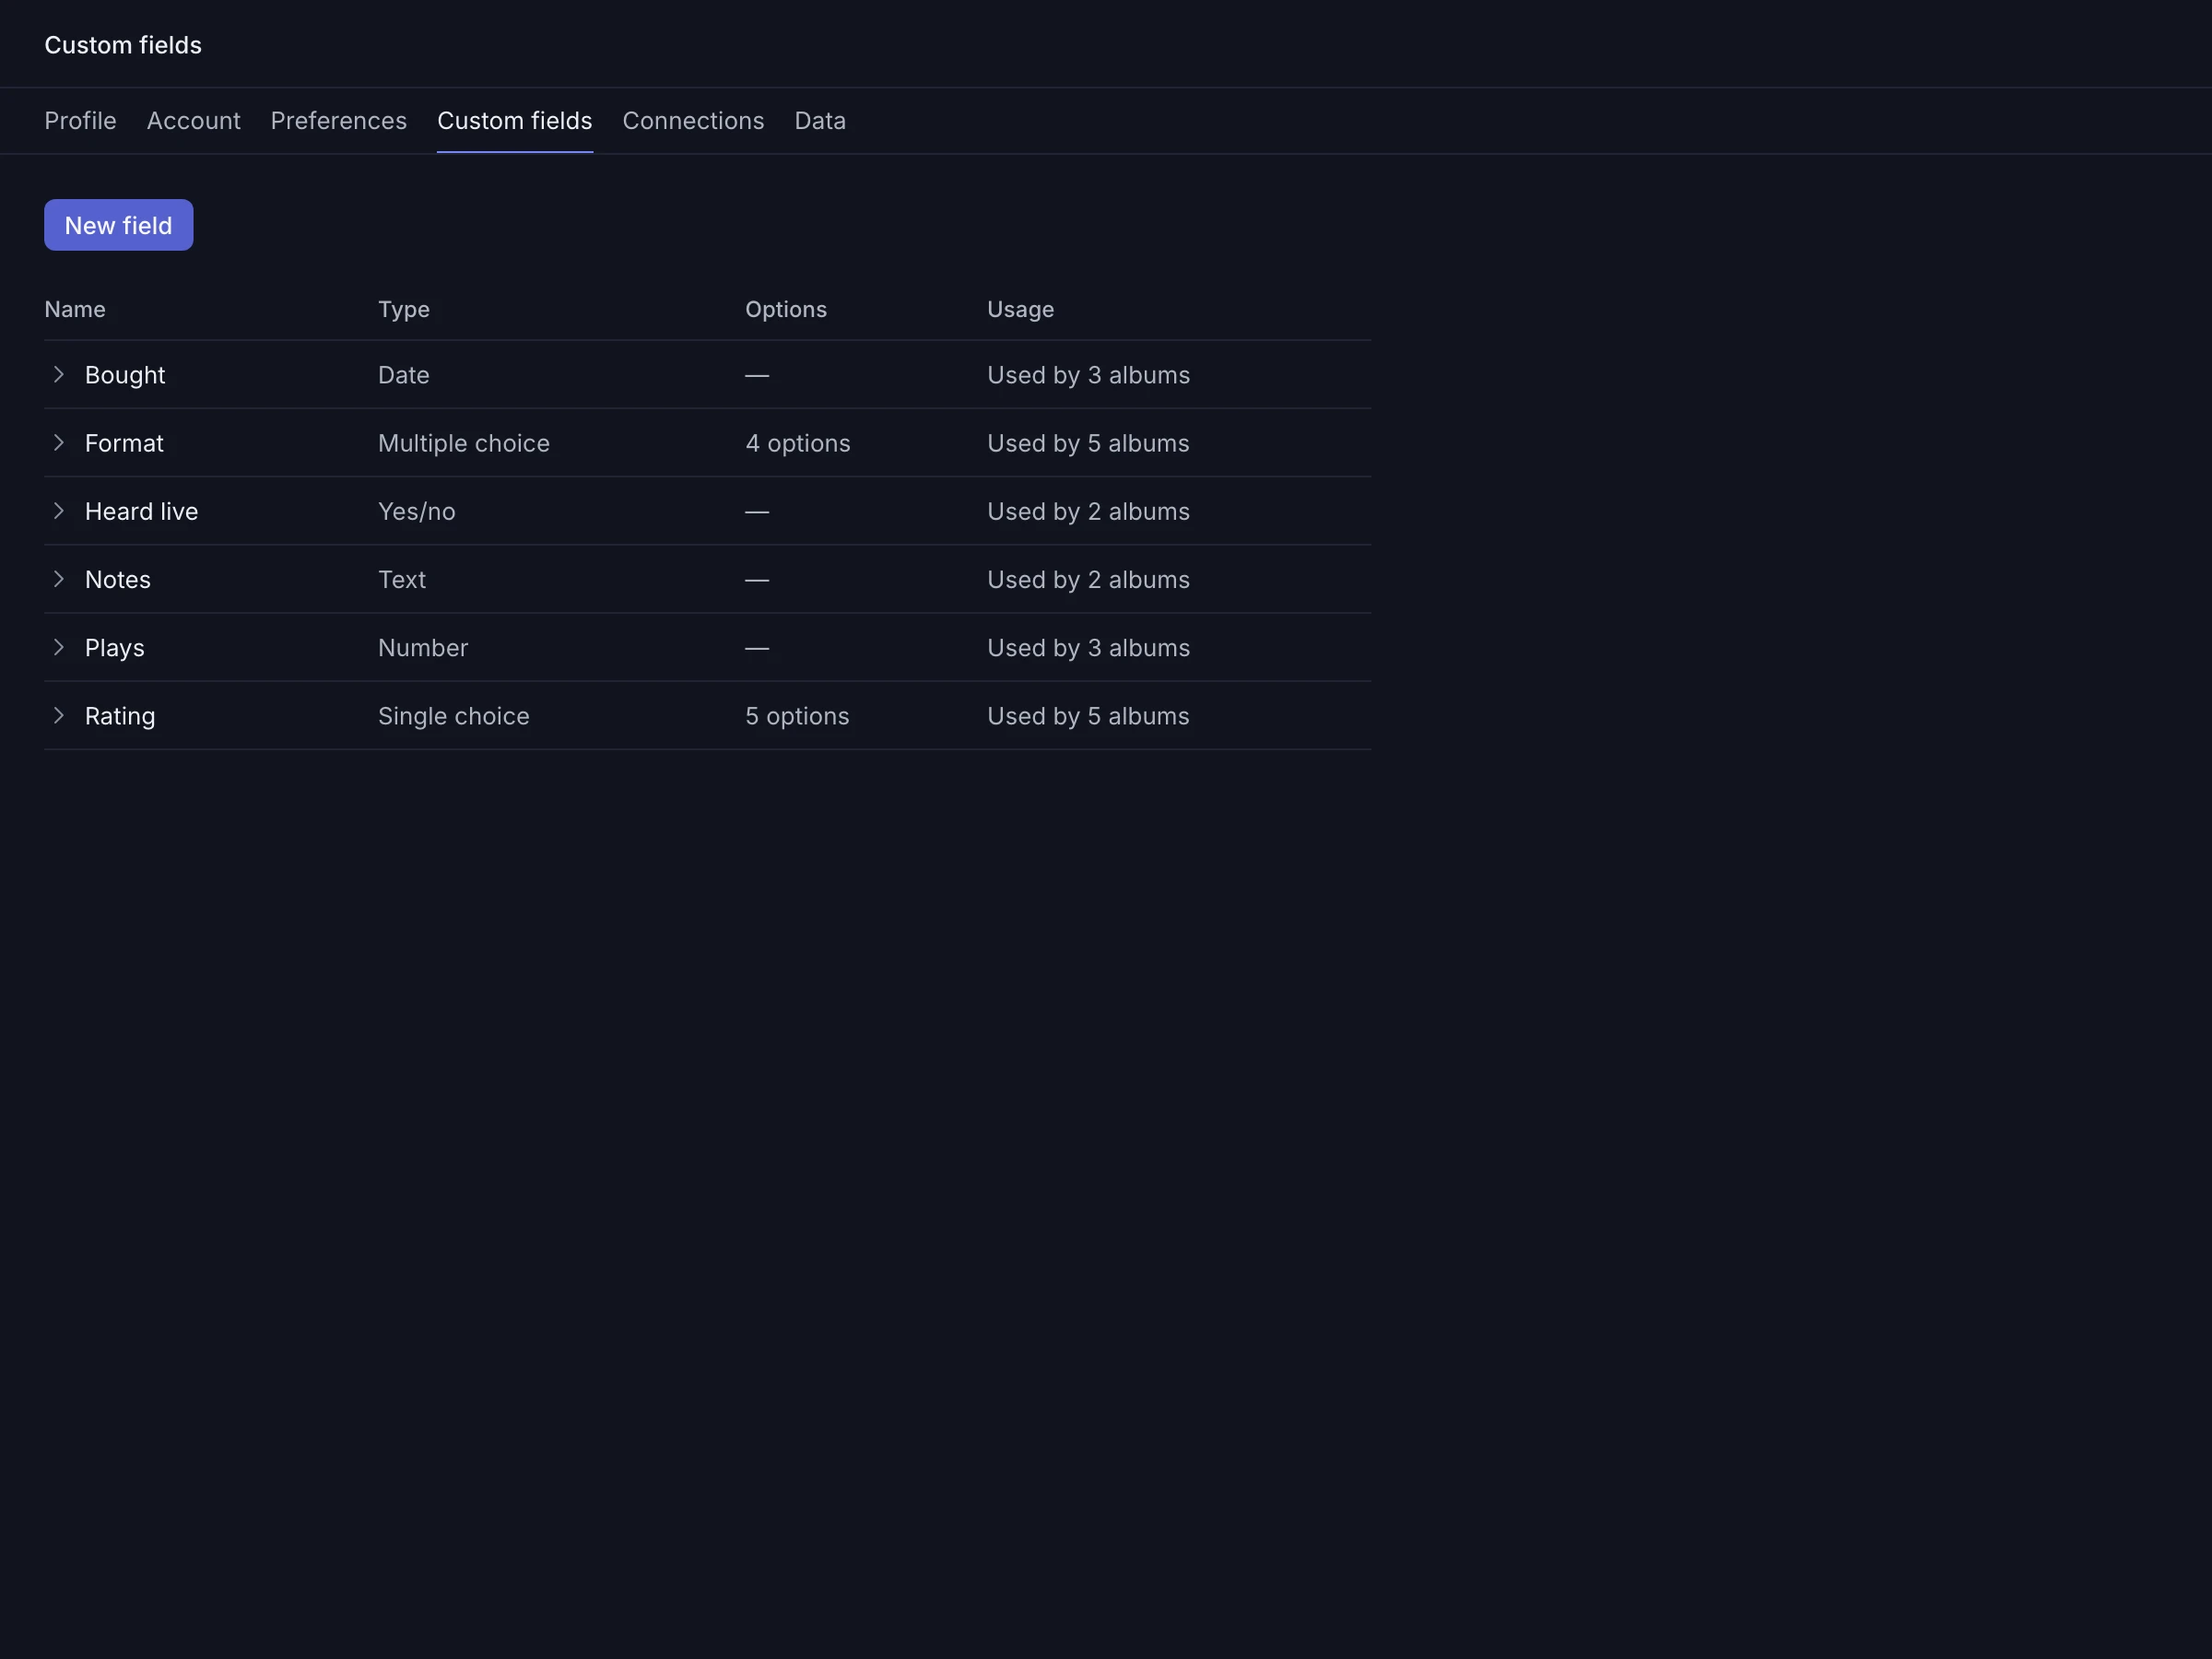 Custom fields
Profile Account Preferences Custom fields Connections Data
New field
Name Type Options Usage
Bought Date — Used by 3 albums
Format Multiple choice 4 options Used by 5 albums
Heard live Yes/no — Used by 2 albums
Notes Text — Used by 2 albums
Plays Number — Used by 3 albums
Rating Single choice 5 options Used by 5 albums